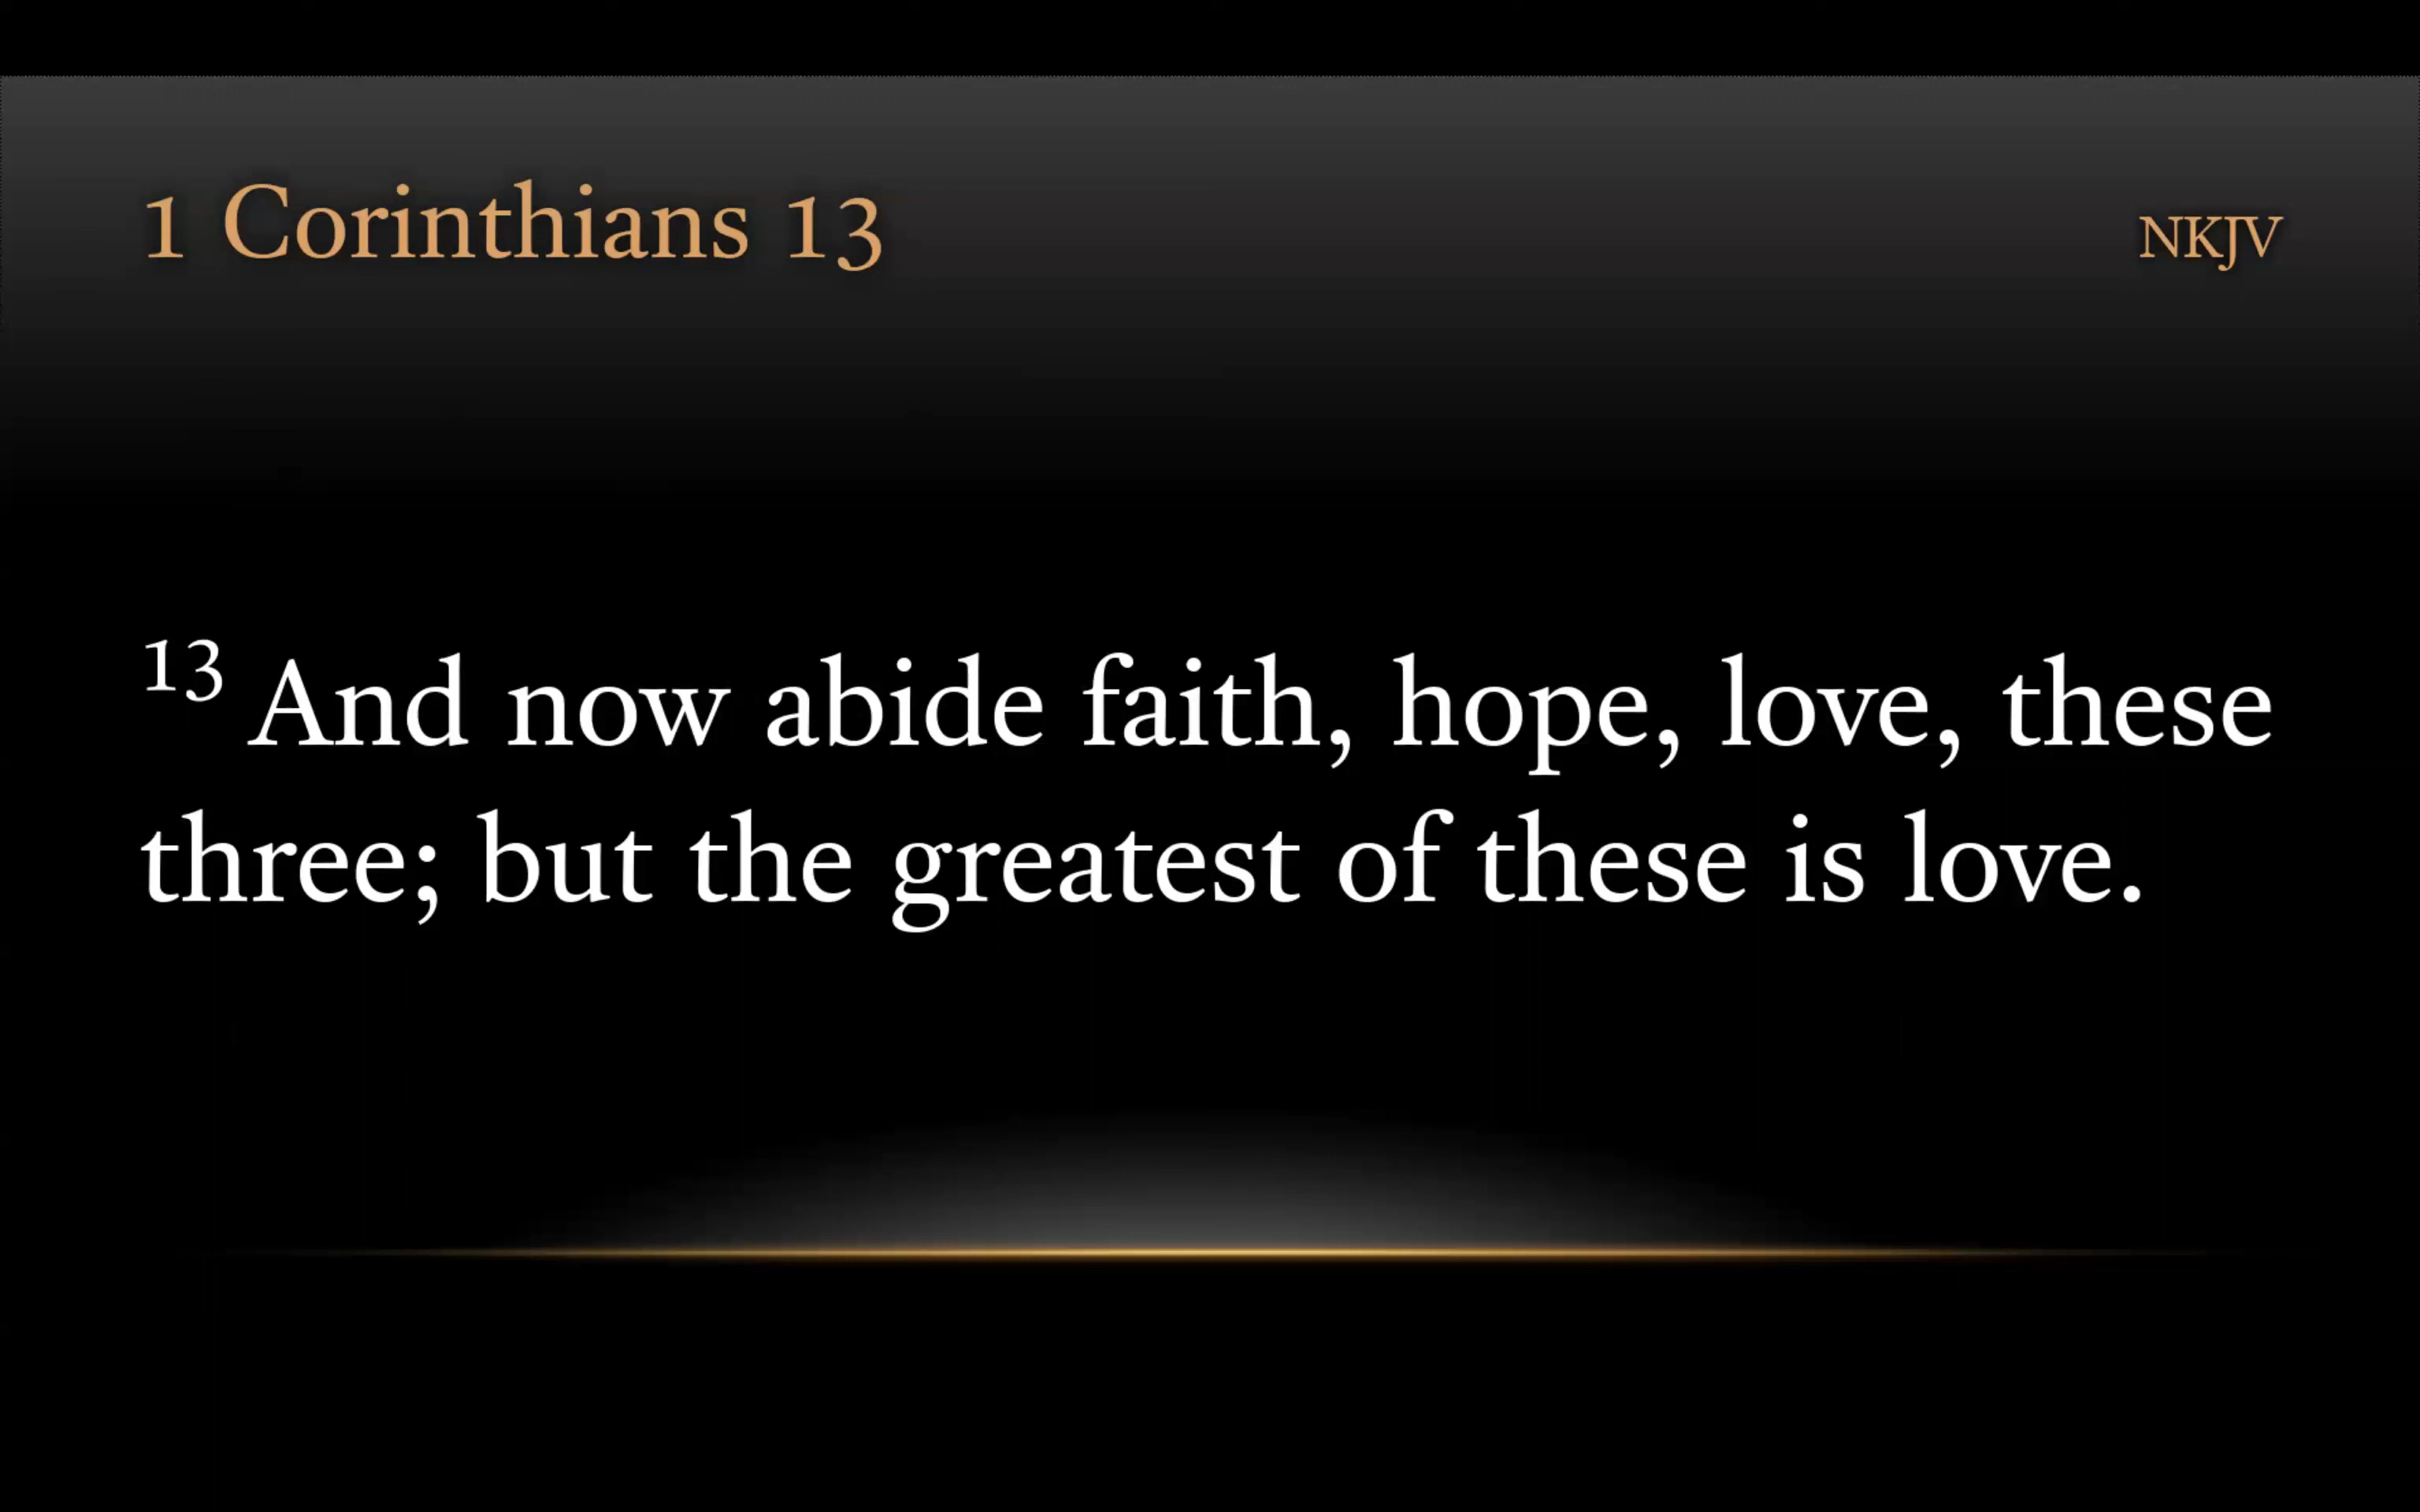 1 Corinthians 13 NKJV
13 And now abide faith, hope, love, these
three; but the greatest of these is love.